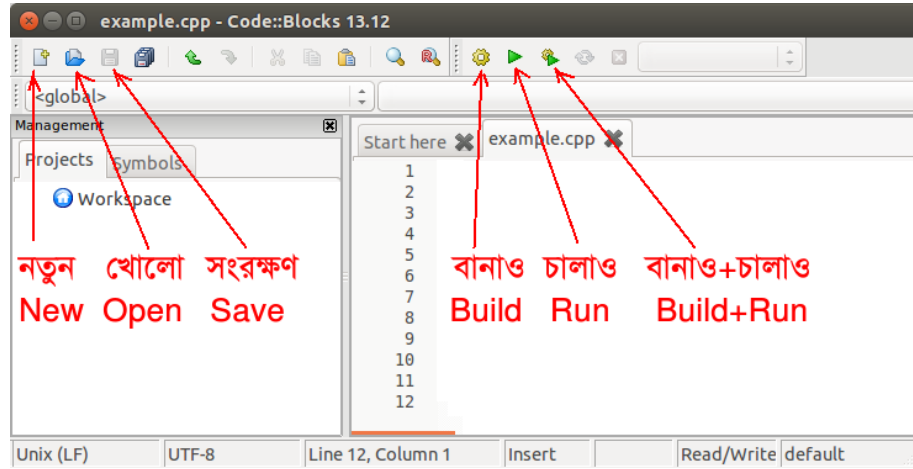 example.cpp - Code::Blocks 13.12
<global>
Management
Projects Symbols
Workspace
Start here example.cpp
1
2
3
4
5
6
7
8
9
10
11
12
নতুন খোলো সংরক্ষণ
New Open Save
বানাও চালাও বানাও+চালাও
Build Run Build+Run
Unix (LF) UTF-8 Line 12, Column 1 Insert Read/Write default